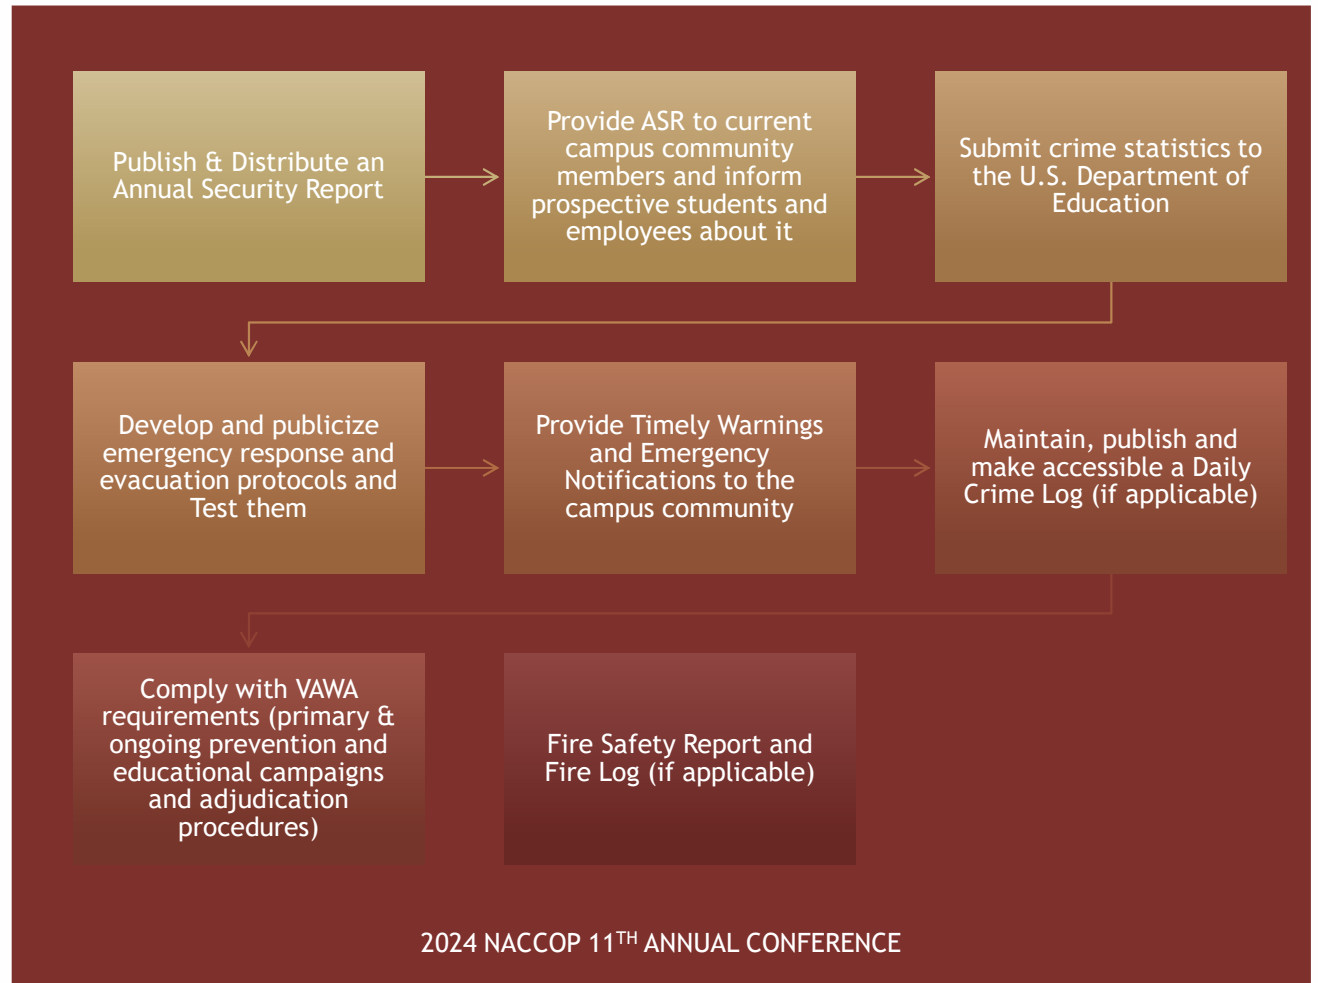 Publish & Distribute an
Annual Security Report
Provide ASR to current
campus community
members and inform
prospective students and
employees about it
Submit crime statistics to
the U.S. Department of
Education
Develop and publicize
emergency response and
evacuation protocols and
Test them
Provide Timely Warnings
and Emergency
Notifications to the
campus community
Maintain, publish and
make accessible a Daily
Crime Log (if applicable)
Comply with VAWA
requirements (primary &
ongoing prevention and
educational campaigns
and adjudication
procedures)
Fire Safety Report and
Fire Log (if applicable)
2024 NACCOP 11TH ANNUAL CONFERENCE